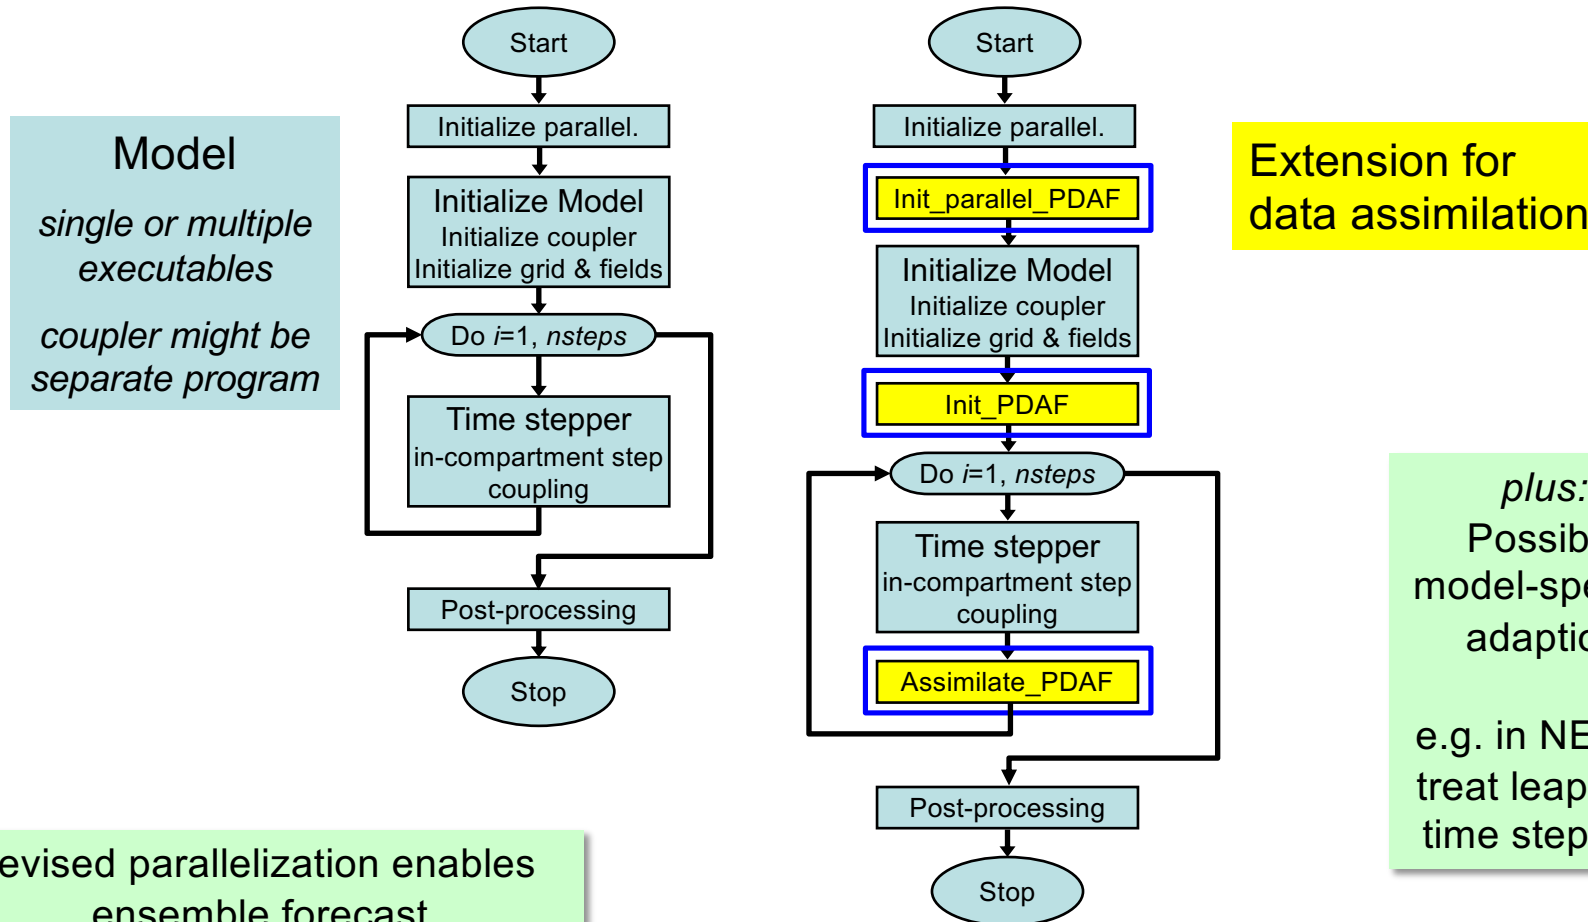 Model
single or multiple
executables
coupler might be
separate program
Start
Initialize parallel.
Initialize Model
Initialize coupler
Initialize grid & fields
Do i=1, nsteps
Time stepper
in-compartment step
coupling
Post-processing
Stop
Start
Initialize parallel.
Init_parallel_PDAF
Initialize Model
Initialize coupler
Initialize grid & fields
Init_PDAF
Do i=1, nsteps
Time stepper
in-compartment step
coupling
Assimilate_PDAF
Post-processing
Stop
Extension for
data assimilation
plus:
e.g. in
treat
time
parallelization enables
ensemble forecast